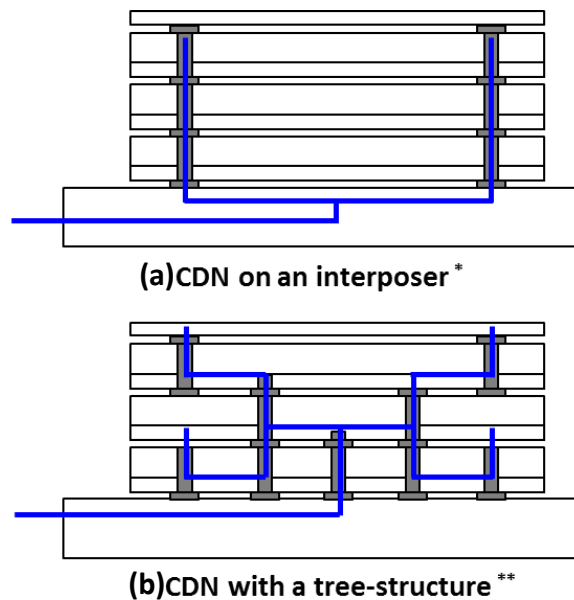 (a)CDN on an interposer *
(b)CDN with a tree-structure **